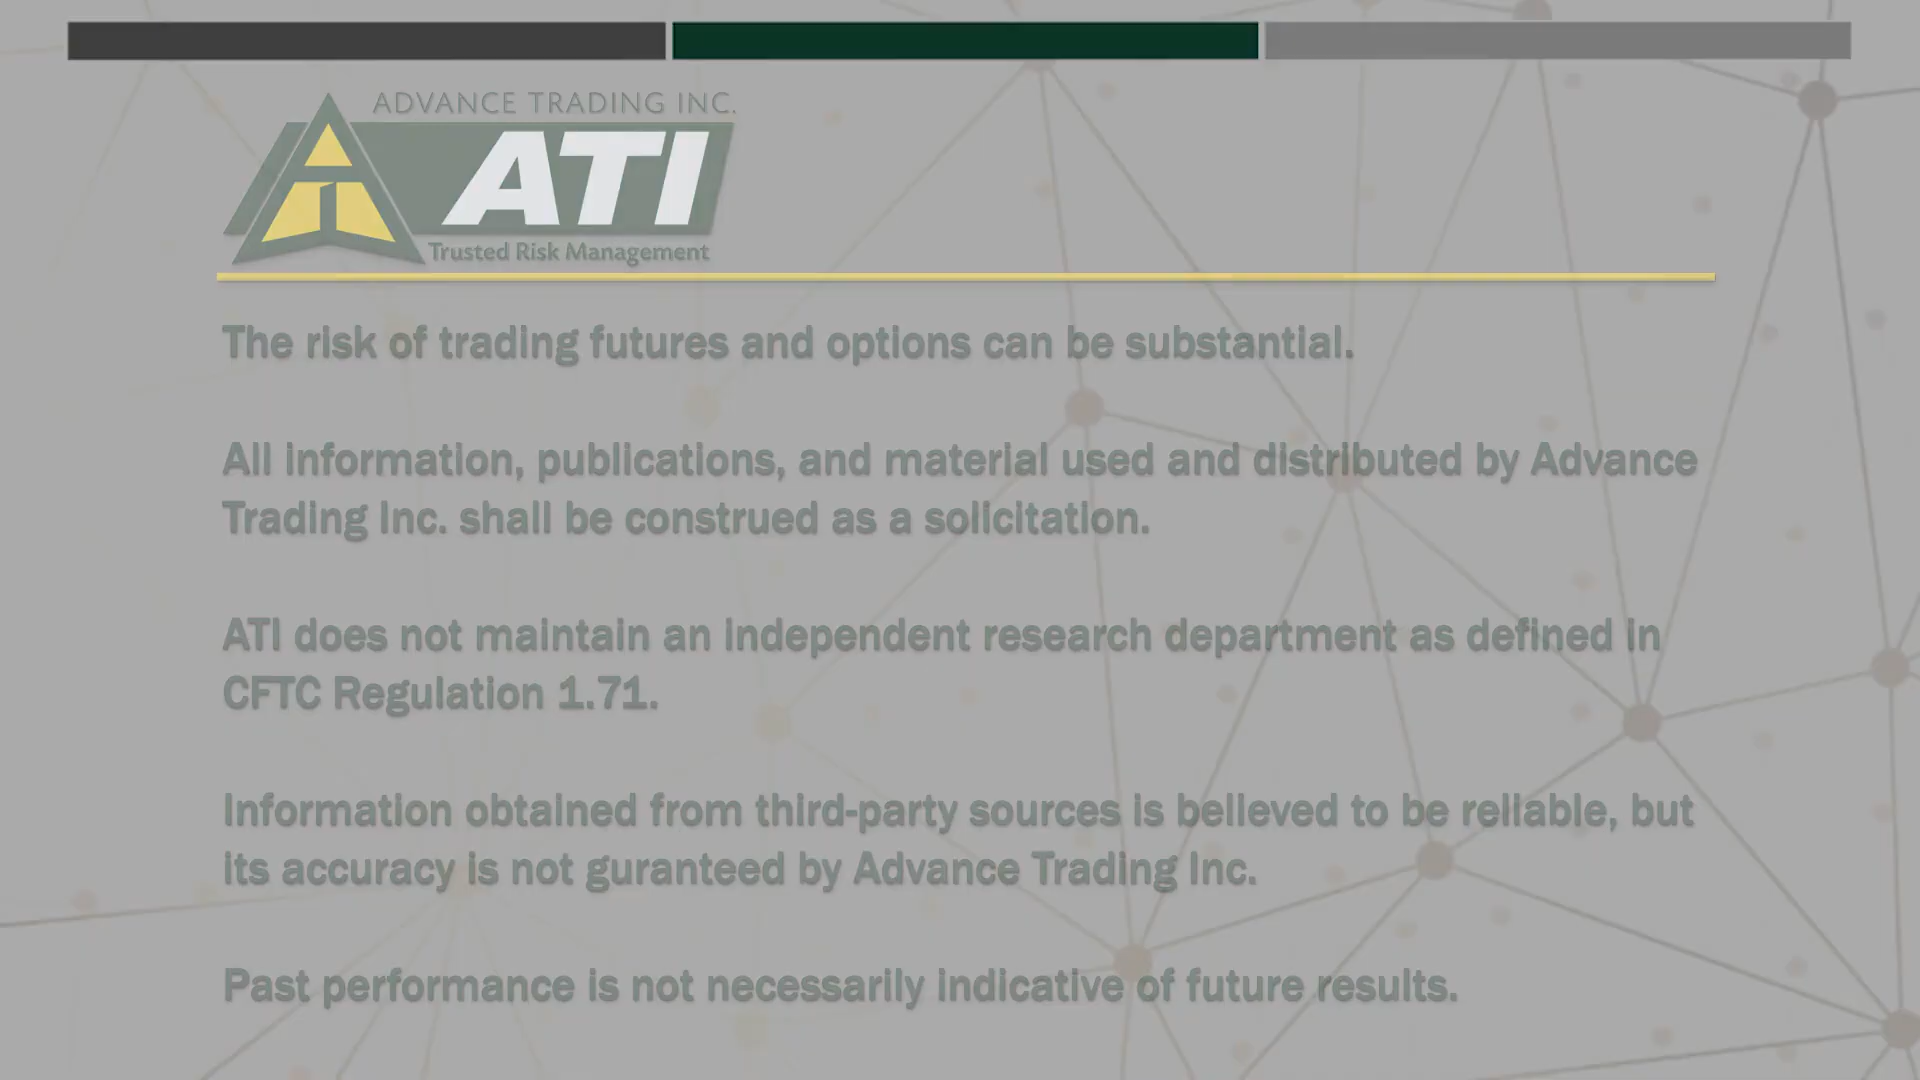 ADVANCE TRADING INC.
ATI
Trusted Risk Management
The risk of trading futures and options can be substantial.
All information, publications, and material used and distributed by Advance
Trading Inc. shall be construed as a solicitation.
ATI does not maintain an independent research department as defined in
CFTC Regulation 1.71.
Information obtained from third-party sources is believed to be reliable, but
its accuracy is not guranteed by Advance Trading Inc.
Past performance is not necessarily indicative of future results.